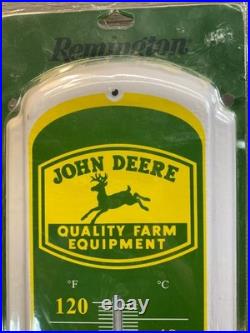 Remington
JOHN DEERE
QUALITY FARM
EQUIPMENT
°F °C
120